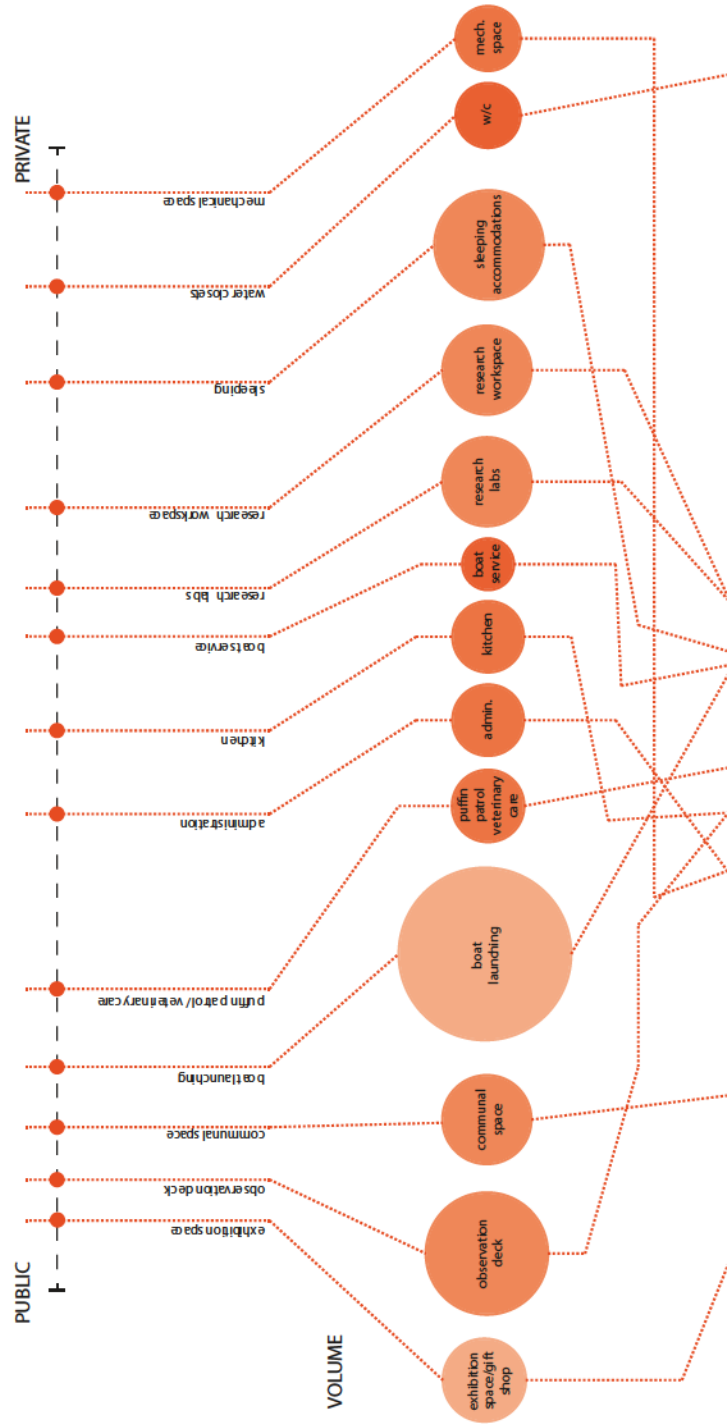 PUBLIC
PRIVATE
exhibition space
observation deck
communal space
boat launching
puffin patrol / veterinary care
administration
kitchen
boat service
research labs
research workspace
sleeping
water closets
mechanical space
VOLUME
exhibition
space/gift
shop
observation
deck
communal
space
boat
launching
puffin
patrol
veterinary
care
admin.
kitchen
boat
service
research
labs
research
workspace
sleeping
accommodations
w/c
mech.
space